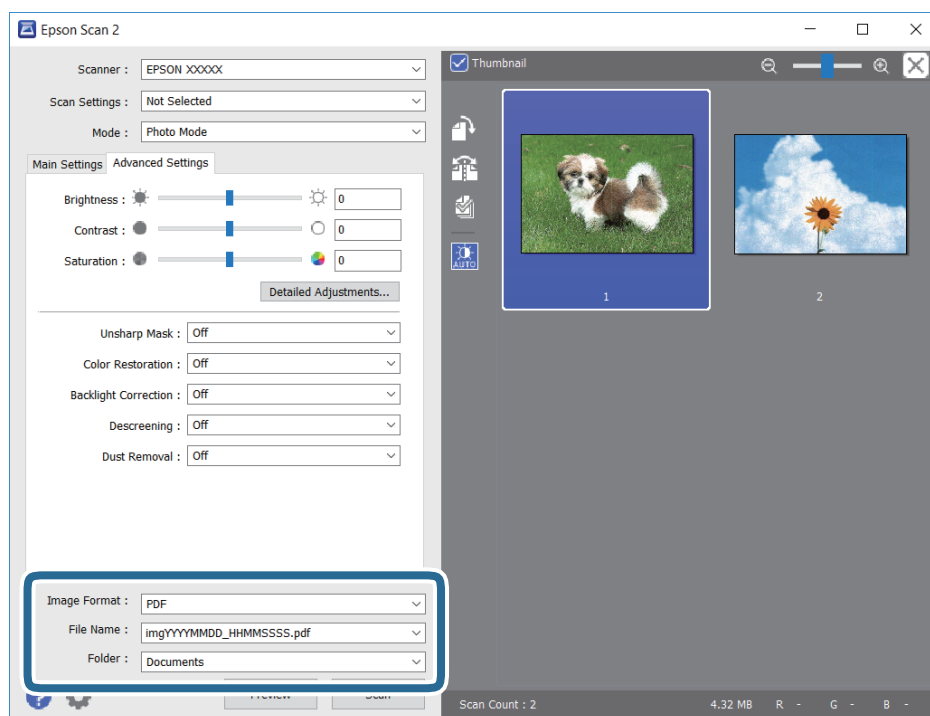 Epson Scan 2
Scanner : EPSON XXXXX
Scan Settings : Not Selected
Mode : Photo Mode
Main Settings Advanced Settings
Brightness : 0
Contrast : 0
Saturation : 0
Detailed Adjustments...
Unsharp Mask : Off
Color Restoration : Off
Backlight Correction : Off
Descreening : Off
Dust Removal : Off
Image Format : PDF
File Name : imgYYYYMMDD_HHMMSSSS.pdf
Folder : Documents
Preview Scan
Thumbnail
AUTO
1 2
Scan Count : 2 4.32 MB R - G - B -